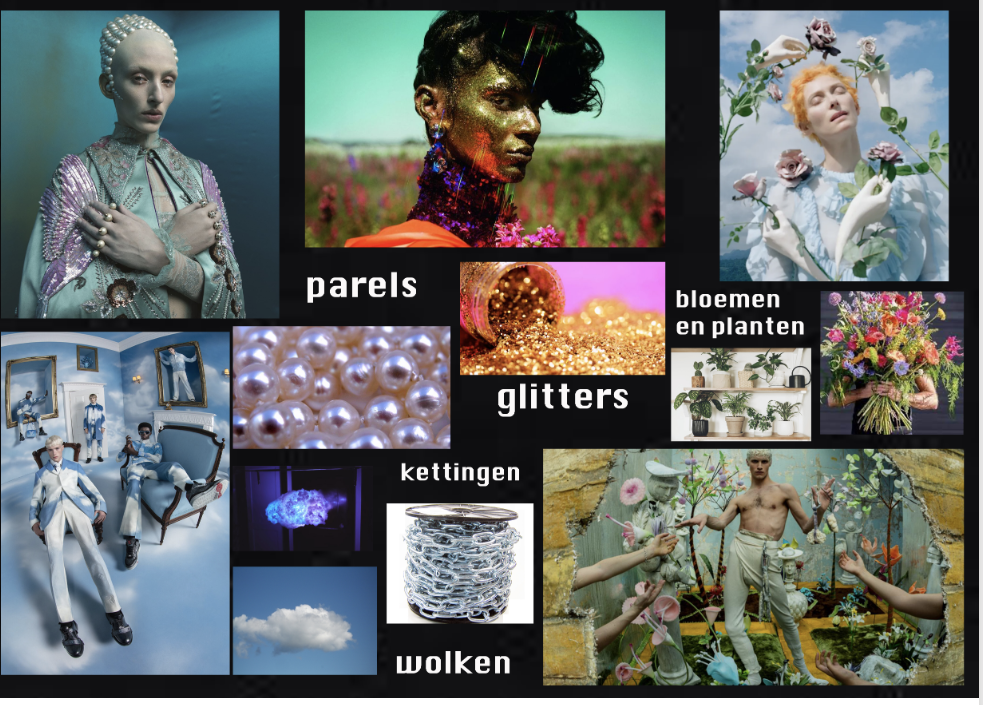 parels
bloemen
en planten
glitters
kettingen
wolken